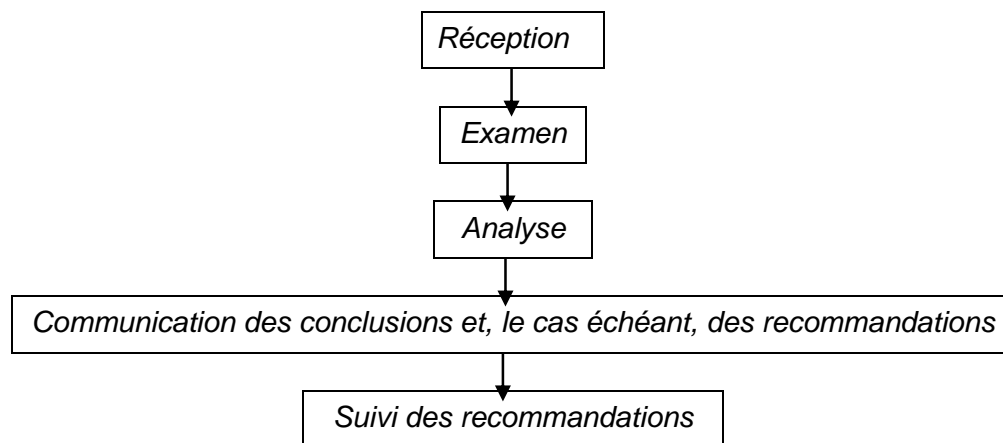 Réception
Examen
Analyse
Communication des conclusions et, le cas échéant, des recommandations
Suivi des recommandations